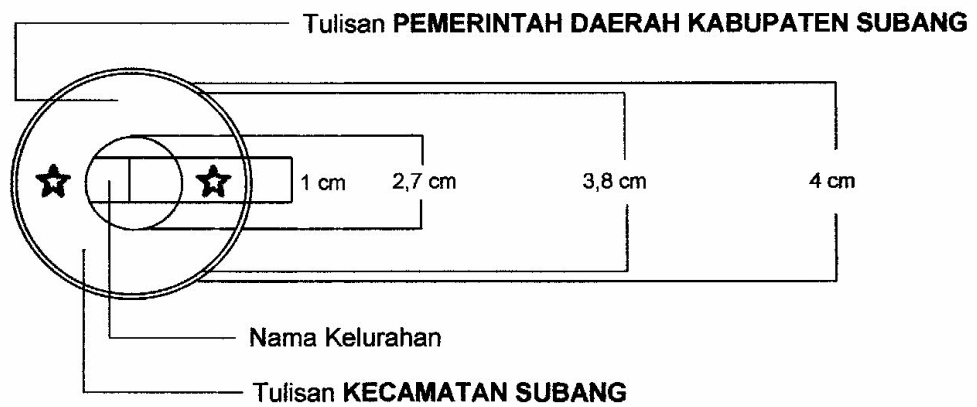 Tulisan PEMERINTAH DAERAH KABUPATEN SUBANG
1 cm 2,7 cm 3,8 cm 4 cm
Nama Kelurahan
Tulisan KECAMATAN SUBANG